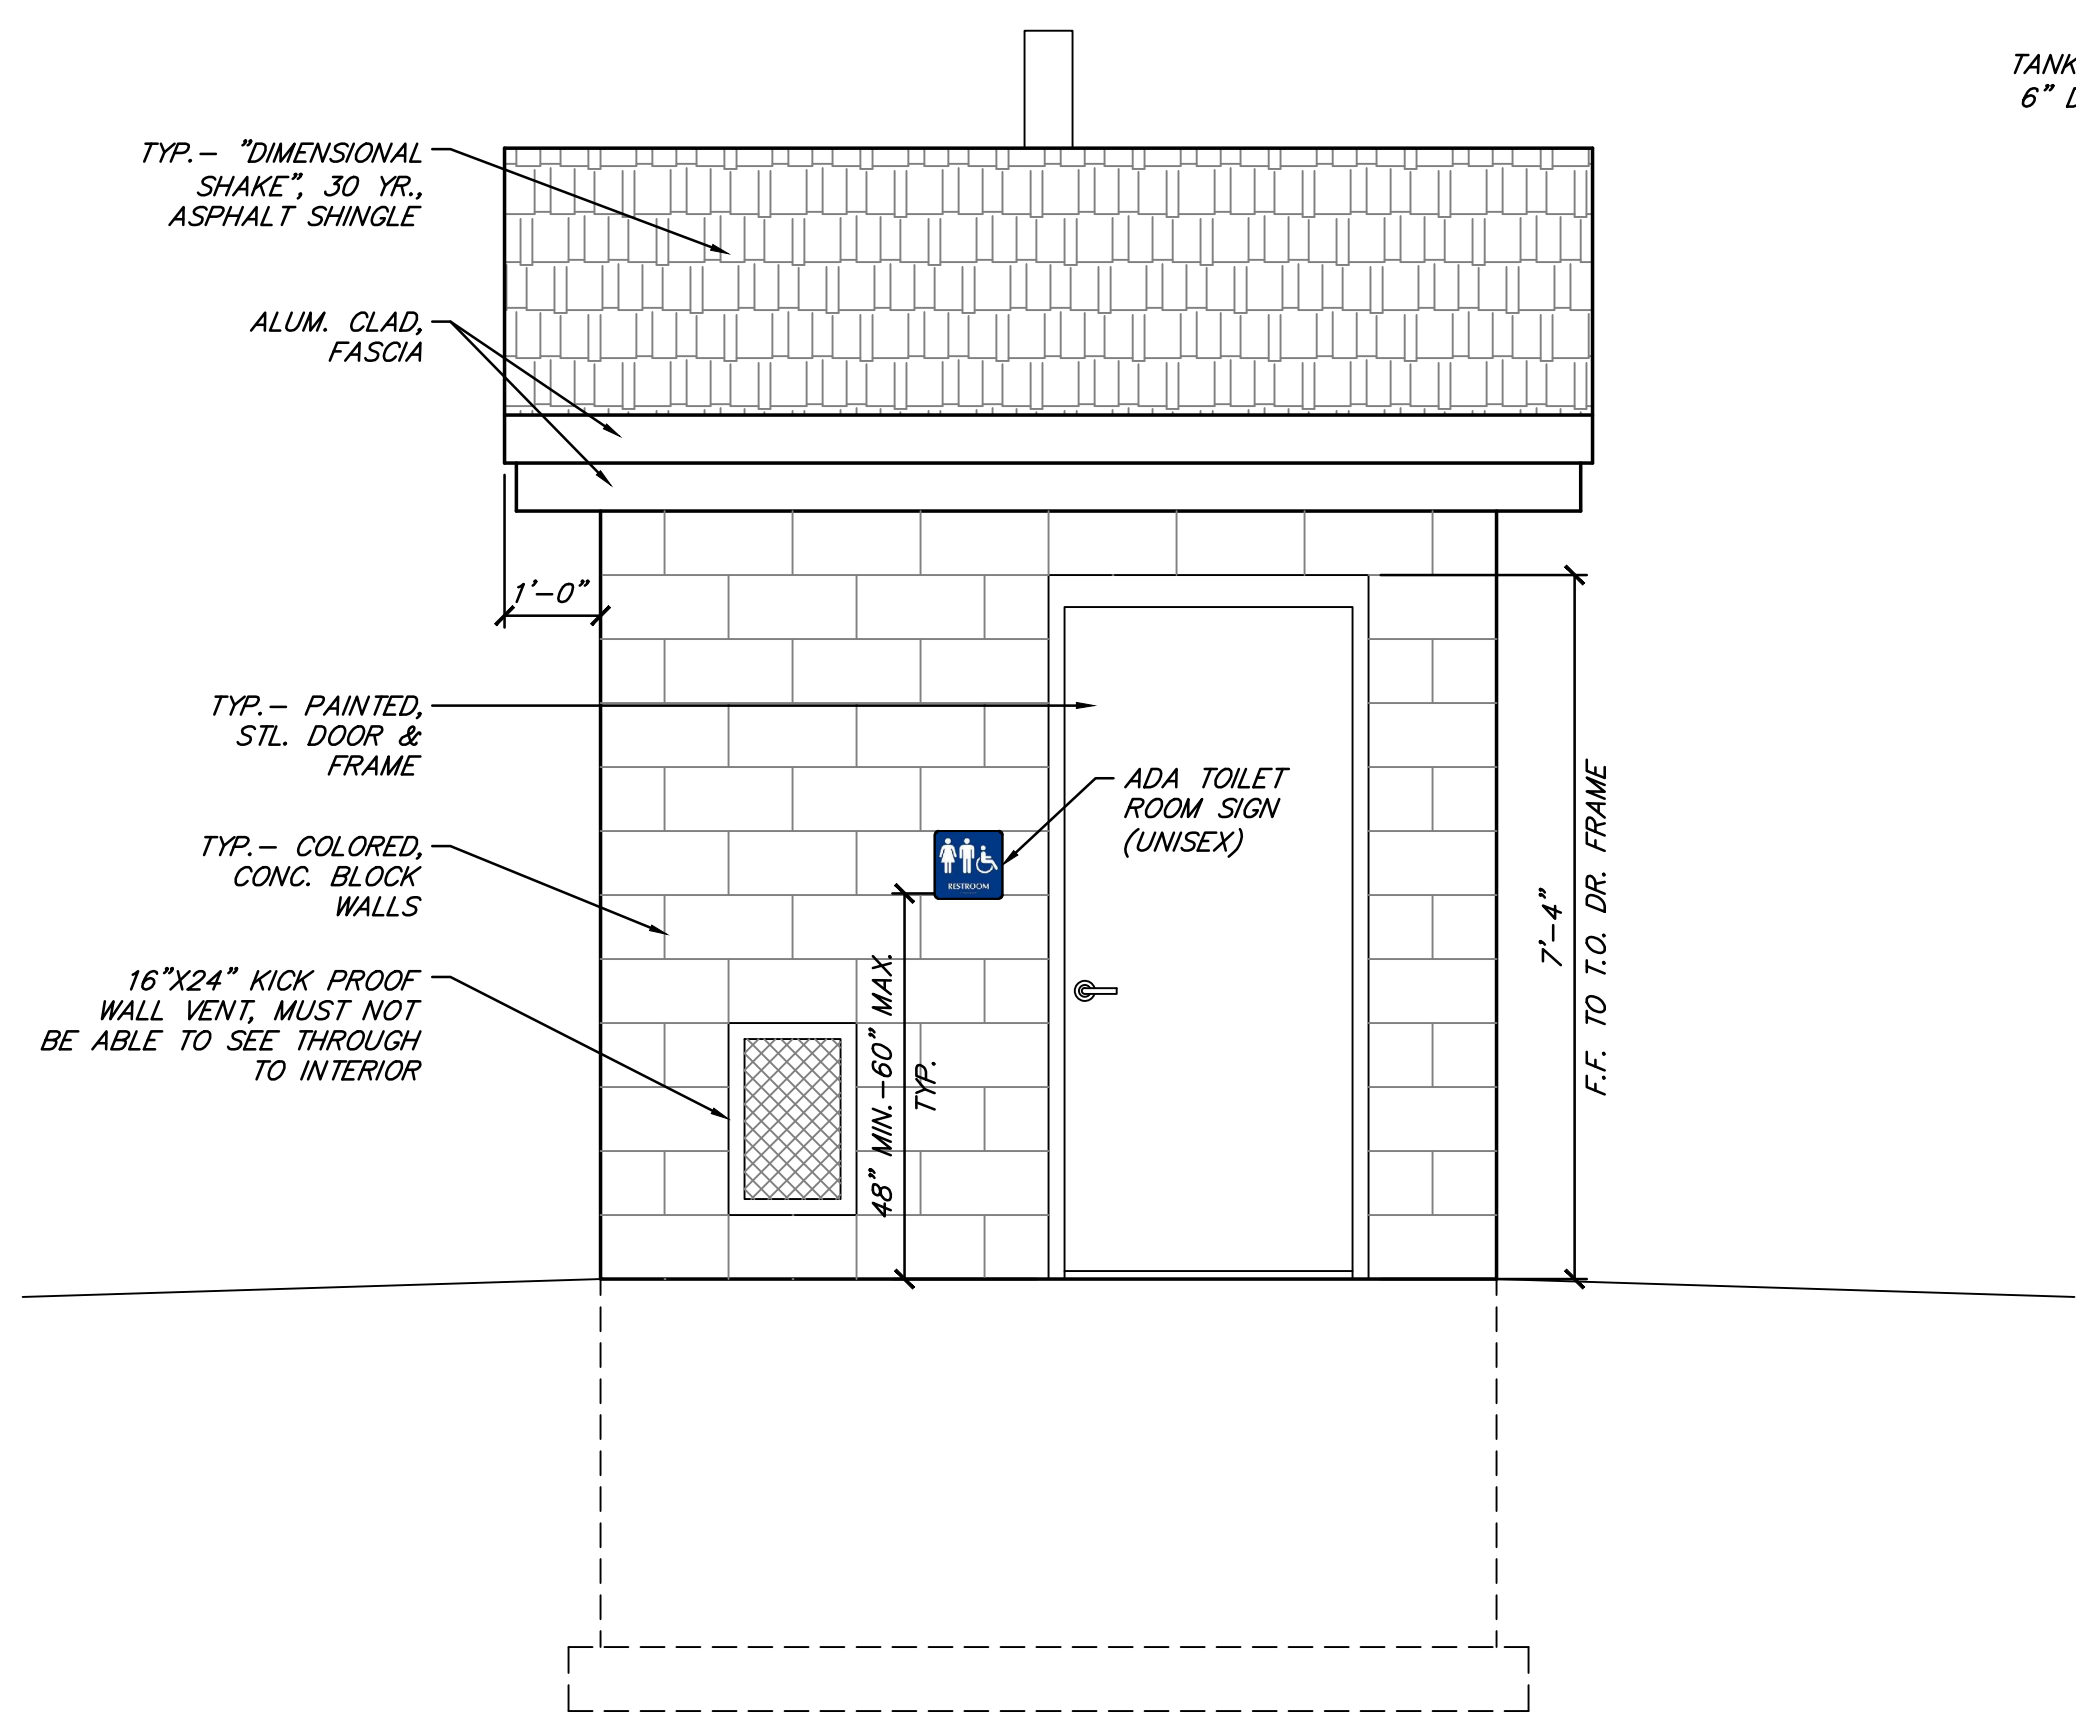 TANK
6"
TYP.- "DIMENSIONAL
SHAKE", 30 YR.,
ASPHALT SHINGLE
ALUM. CLAD,
FASCIA
1'-0"
TYP.- PAINTED,
STL. DOOR &
FRAME
ADA TOILET
ROOM SIGN
(UNISEX)
TYP.- COLORED,
CONC. BLOCK
WALLS
RESTROOM
16"X24" KICK PROOF
WALL VENT, MUST NOT
BE ABLE TO SEE THROUGH
TO INTERIOR
48" MIN.-60" MAX.
TYP.
7'-4"
F.F. TO T.O. DR. FRAME